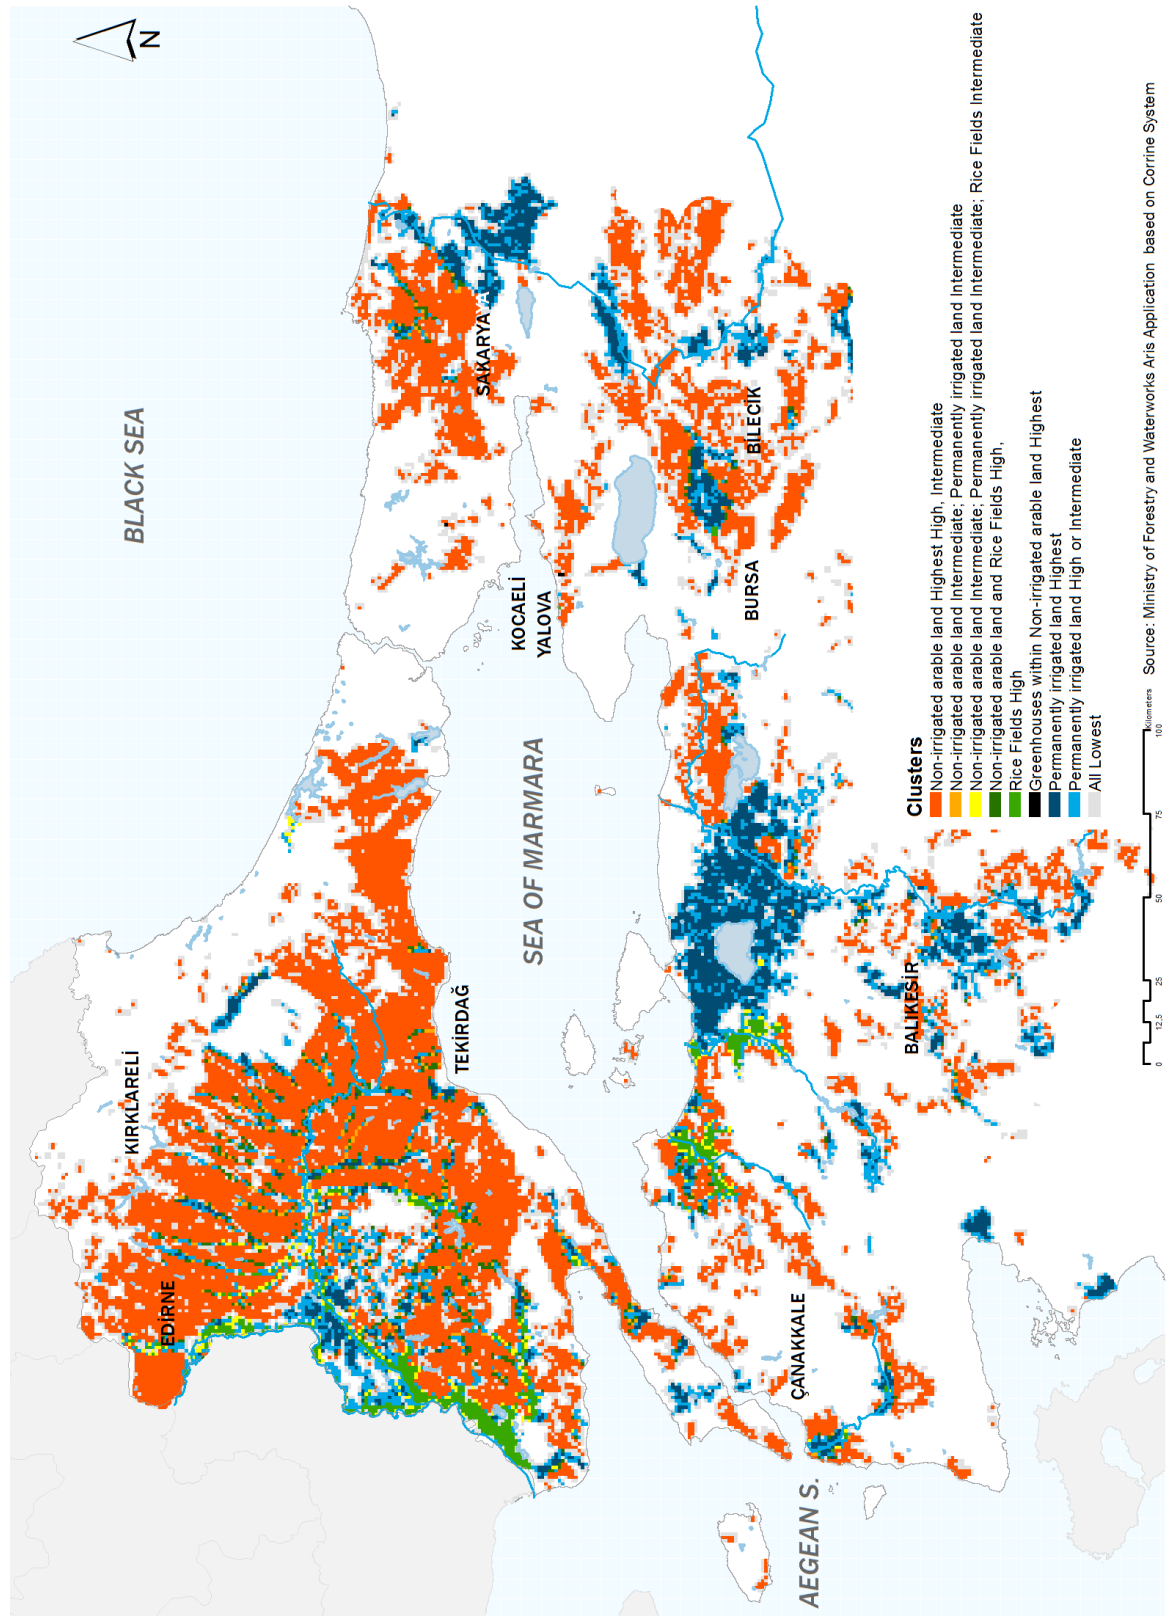 N
BLACK SEA
KIRKLARELİ
EDİRNE
TEKİRDAĞ
SEA OF MARMARA
KOCAELİ
YALOVA
SAKARYA
BİLECİK
BURSA
BALIKESİR
ÇANAKKALE
AEGEAN S.
Clusters
Non-irrigated arable land Highest High, Intermediate
Non-irrigated arable land Intermediate; Permanently irrigated land Intermediate
Non-irrigated arable land Intermediate; Permanently irrigated land Intermediate; Rice Fields Intermediate
Non-irrigated arable land and Rice Fields High,
Rice Fields High
Greenhouses within Non-irrigated arable land Highest
Permanently irrigated land Highest
Permanently irrigated land High or Intermediate
All Lowest
0 12,5 25 50 75 100
Kilometers
Source: Ministry of Forestry and Waterworks Aris Application based on Corrine System